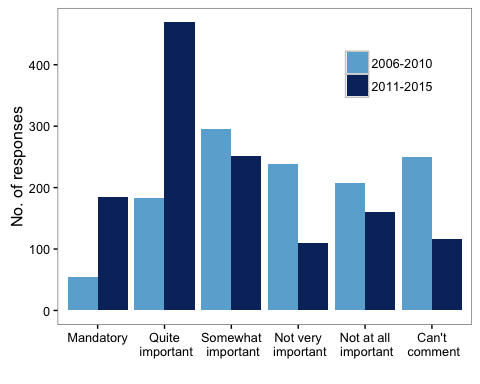 No. of responses
400
300
200
100
0
2006-2010
2011-2015
Mandatory
Quite
important
Somewhat
important
Not very
important
Not at all
important
Can't
comment